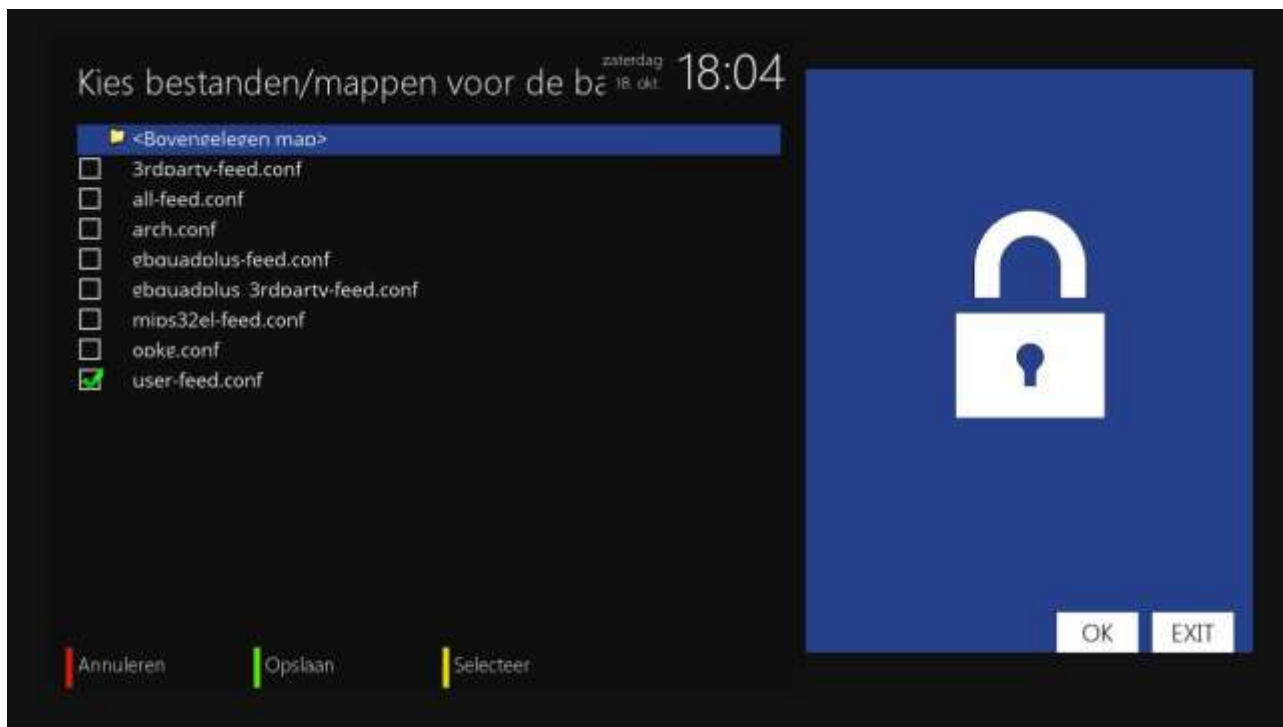 Kies bestanden/mappen voor de ba
zaterdag
18. okt.
18:04
<Bovengelegen map>
3rdparty-feed.conf
all-feed.conf
arch.conf
gbquadplus-feed.conf
gbquadplus_3rdparty-feed.conf
mips32el-feed.conf
opkg.conf
user-feed.conf
OK
EXIT
Annuleren
Opslaan
Selecteer